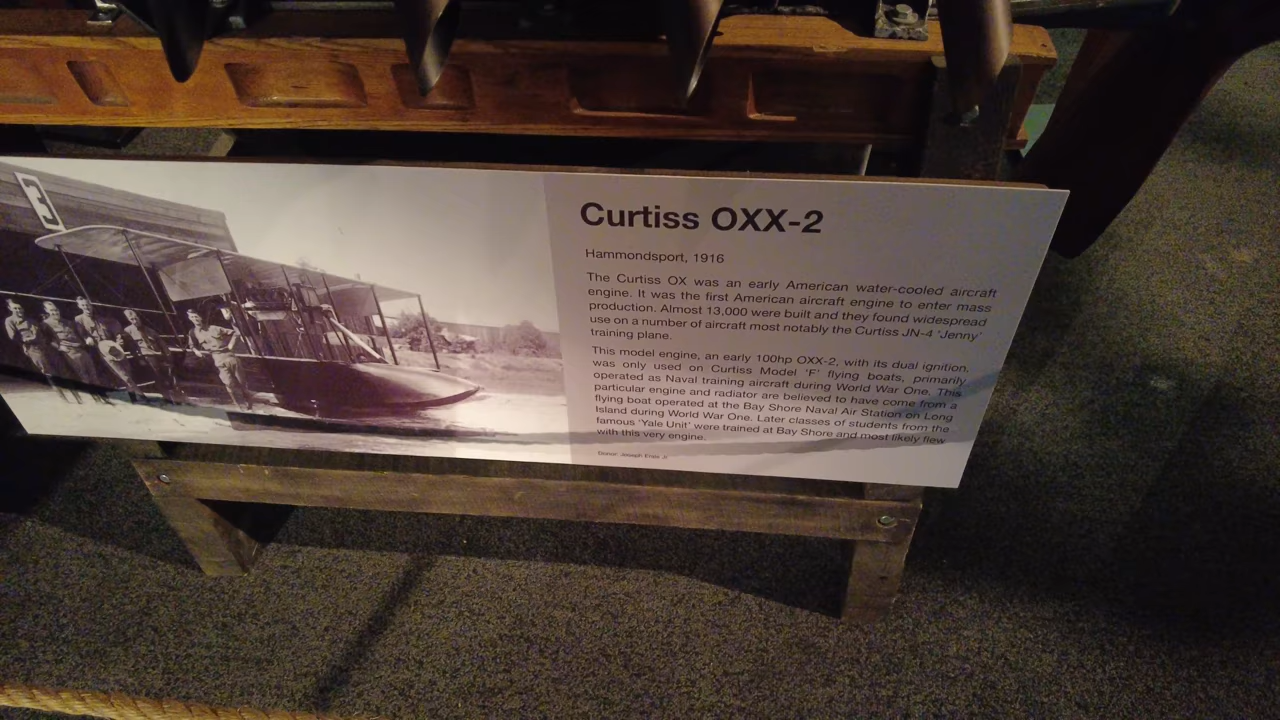 3
Curtiss OXX-2
Hammondsport, 1916
The Curtiss OX was an early American water-cooled aircraft
engine. It was the first American aircraft engine to enter mass
production. Almost 13,000 were built and they found widespread
use on a number of aircraft most notably the Curtiss JN-4 'Jenny'
training plane.
This model engine, an early 100hp OXX-2, with its dual ignition,
was only used on Curtiss Model 'F' flying boats, primarily
operated as Naval training aircraft during World War One. This
particular engine and radiator are believed to have come from a
flying boat operated at the Bay Shore Naval Air Station on Long
Island during World War One. Later classes of students from the
famous 'Yale Unit' were trained at Bay Shore and most likely flew
with this very engine.
Donor: Joseph Erale Jr.